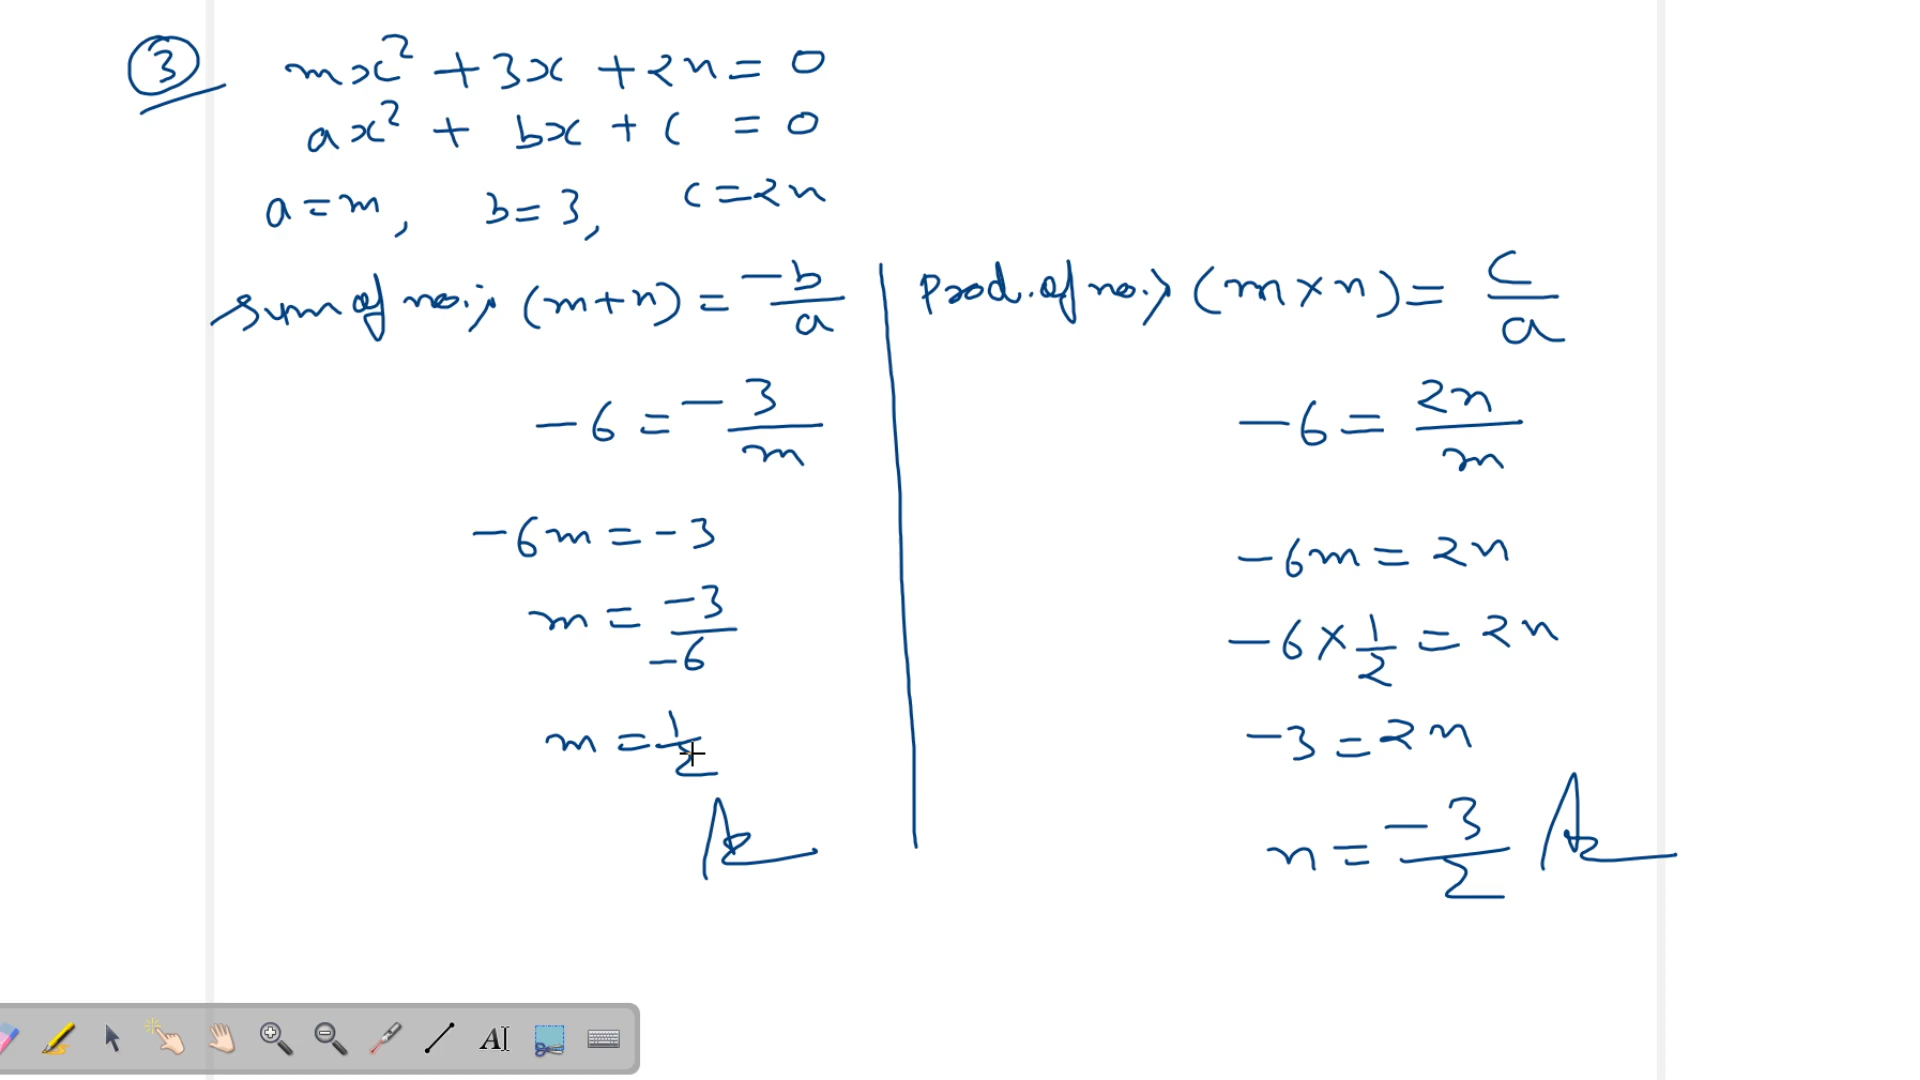 ③ mx² + 3x + 2n = 0
ax² + bx + c = 0
a = m, b = 3, c = 2n
sum of no.; (m+n) = -b/a
-6 = -3/m
-6m = -3
m = -3/-6
m = 1/2
Prod. of no.; (m × n) = c/a
-6 = 2n/m
-6m = 2n
-6 × 1/2 = 2n
-3 = 2n
n = -3/2
AI